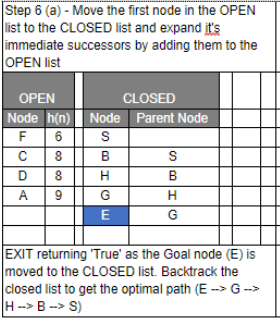 Step 6 (a) - Move the first node in the OPEN
list to the CLOSED list and expand it's
immediate successors by adding them to the
OPEN list
OPEN CLOSED
Node h(n) Node Parent Node
F 6 S
C 8 B S
D 8 H B
A 9 G H
E G
EXIT returning 'True' as the Goal node (E) is
moved to the CLOSED list. Backtrack the
closed list to get the optimal path (E --> G -->
H --> B --> S)